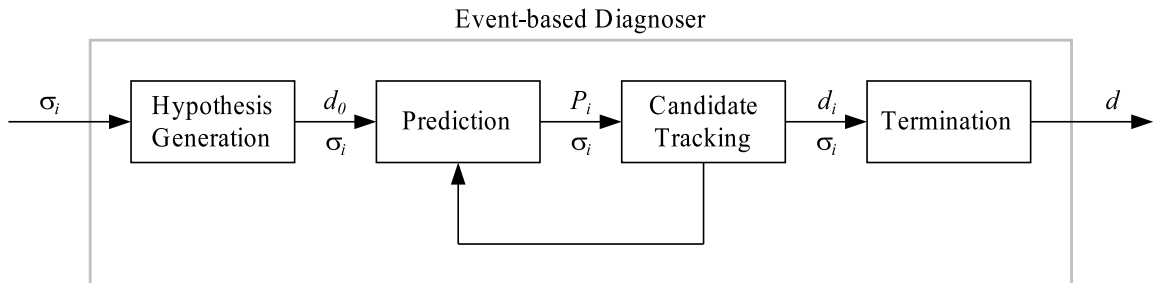 Event-based Diagnoser
σi
Hypothesis
Generation
d0
σi
Prediction
Pi
σi
Candidate
Tracking
di
σi
Termination
d